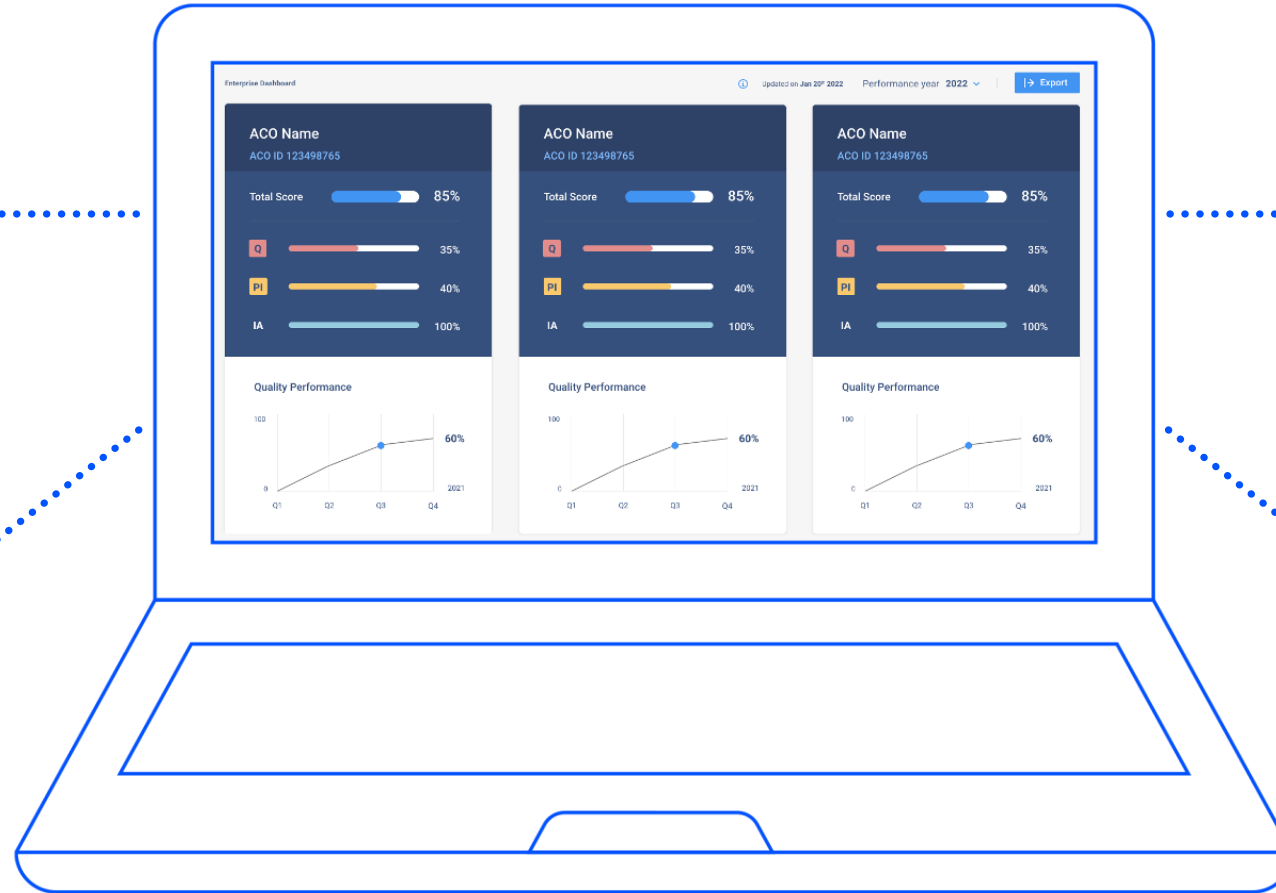 Enterprise Dashboard
Updated on Jan 20th 2022 Performance year 2022 Export
ACO Name
ACO ID 123498765
Total Score 85%
Q 35%
PI 40%
IA 100%
Quality Performance
100
60%
0 2021
Q1 Q2 Q3 Q4
ACO Name
ACO ID 123498765
Total Score 85%
Q 35%
PI 40%
IA 100%
Quality Performance
100
60%
0 2021
Q1 Q2 Q3 Q4
ACO Name
ACO ID 123498765
Total Score 85%
Q 35%
PI 40%
IA 100%
Quality Performance
100
60%
0 2021
Q1 Q2 Q3 Q4